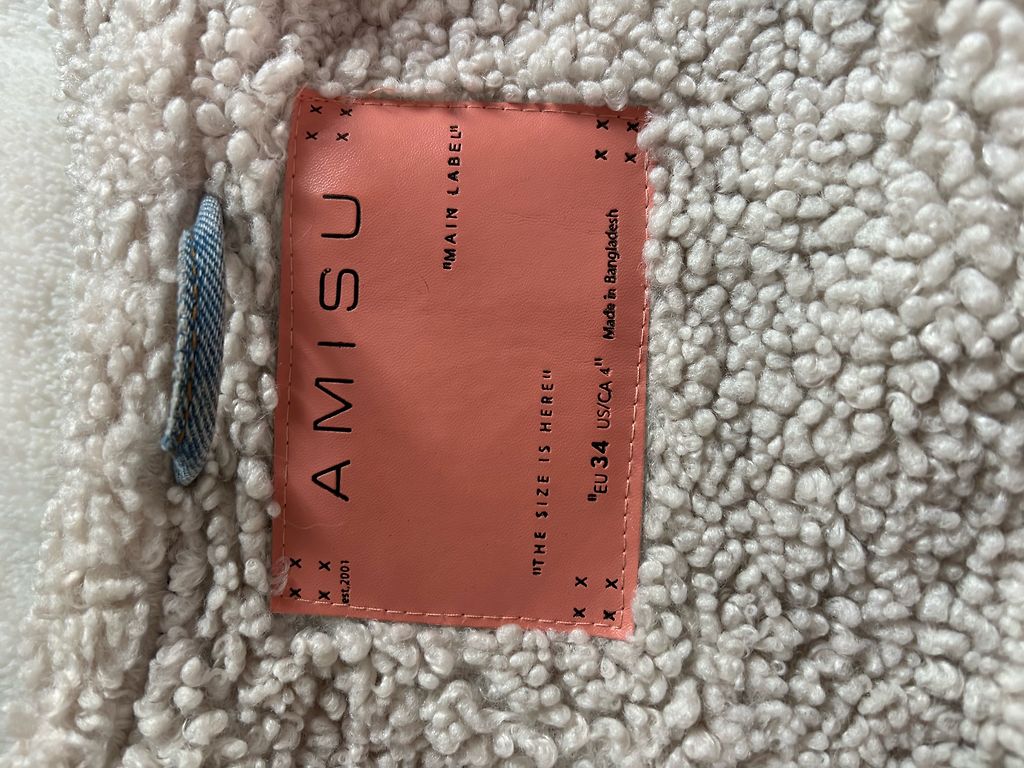 x x x x
x x x x
est.2001
AMISU
"MAIN LABEL"
"THE SIZE IS HERE"
"EU 34 US/CA 4" Made in Bangladesh
x x x x
x x x x